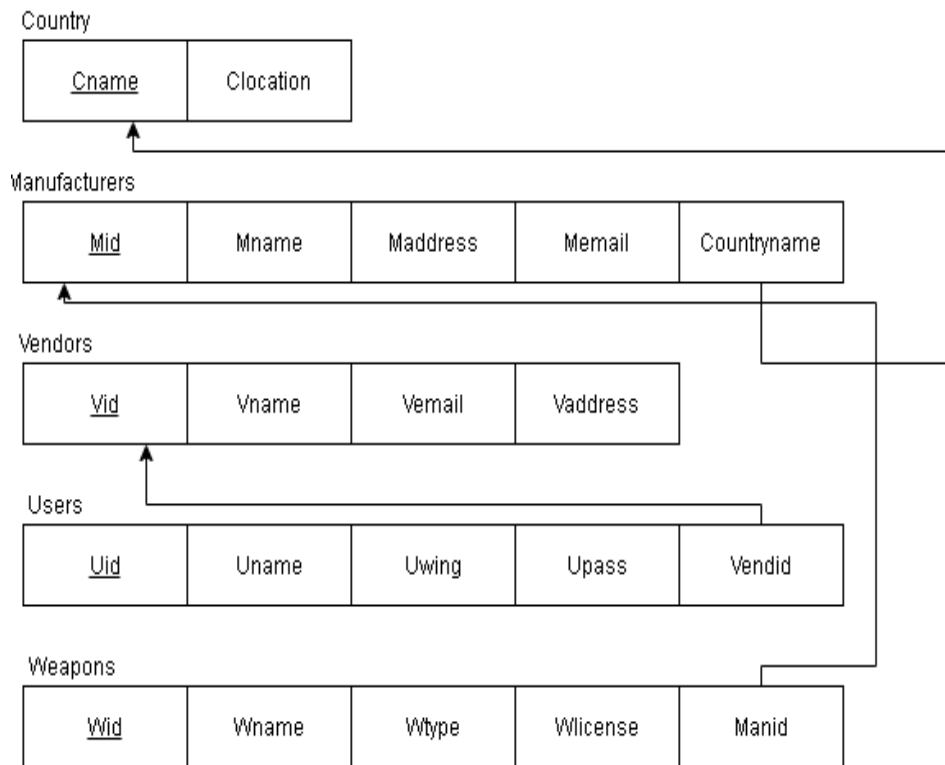 Country
Cname Clocation
Manufacturers
Mid Mname Maddress Memail Countryname
Vendors
Vid Vname Vemail Vaddress
Users
Uid Uname Uwing Upass Vendid
Weapons
Wid Wname Wtype Wlicense Manid